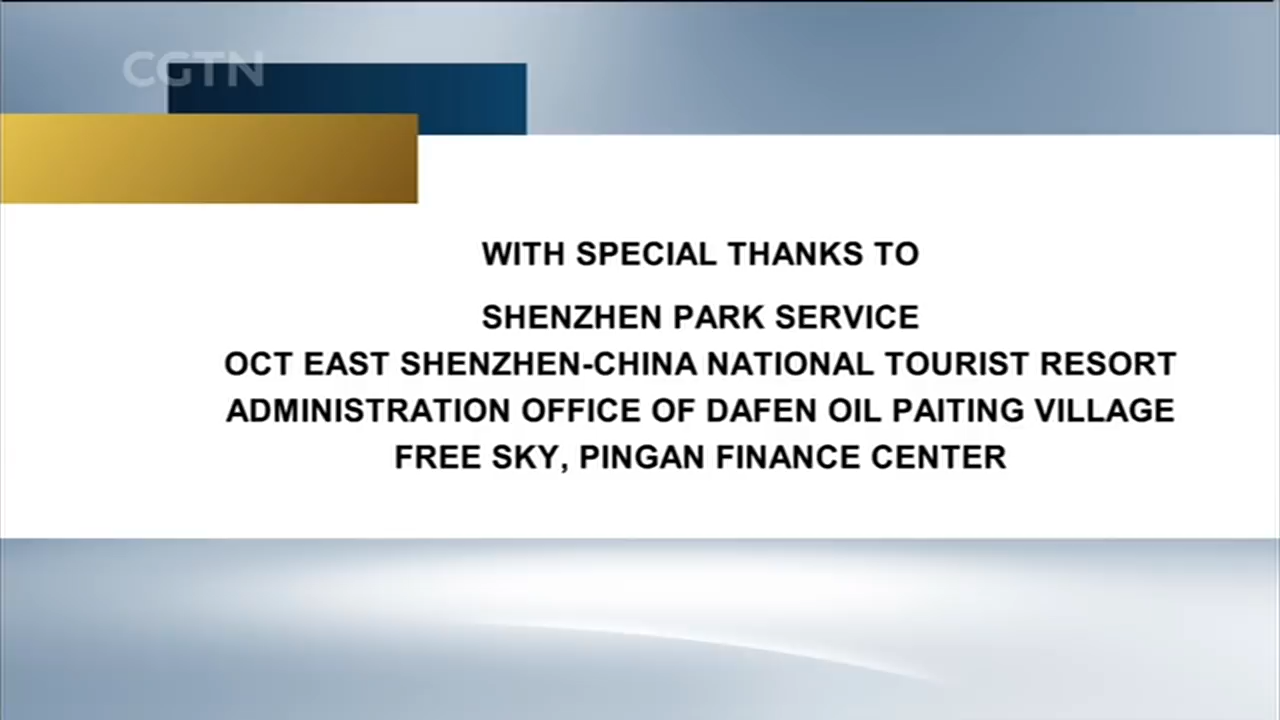 CGTN
WITH SPECIAL THANKS TO
SHENZHEN PARK SERVICE
OCT EAST SHENZHEN-CHINA NATIONAL TOURIST RESORT
ADMINISTRATION OFFICE OF DAFEN OIL PAITING VILLAGE
FREE SKY, PINGAN FINANCE CENTER